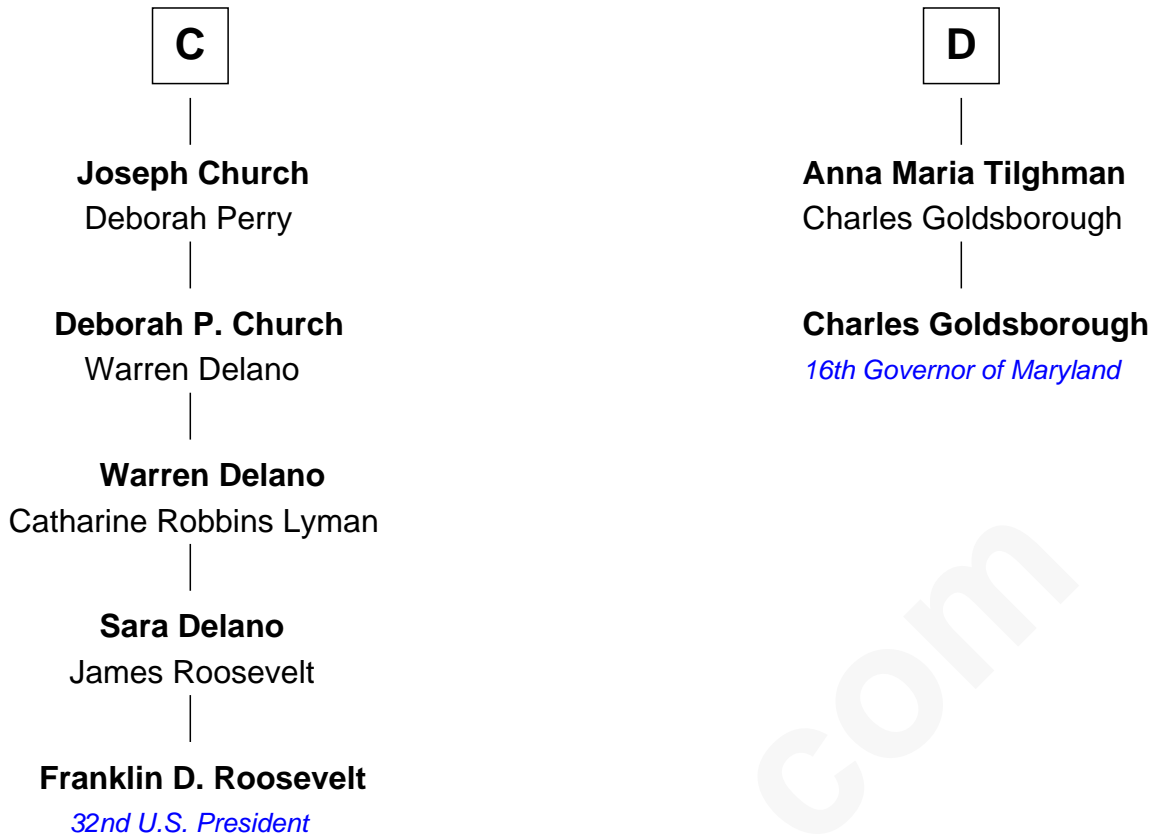 C
Joseph Church
Deborah Perry
Deborah P. Church
Warren Delano
Warren Delano
Catharine Robbins Lyman
Sara Delano
James Roosevelt
Franklin D. Roosevelt
32nd U.S. President
D
Anna Maria Tilghman
Charles Goldsborough
Charles Goldsborough
16th Governor of Maryland
com